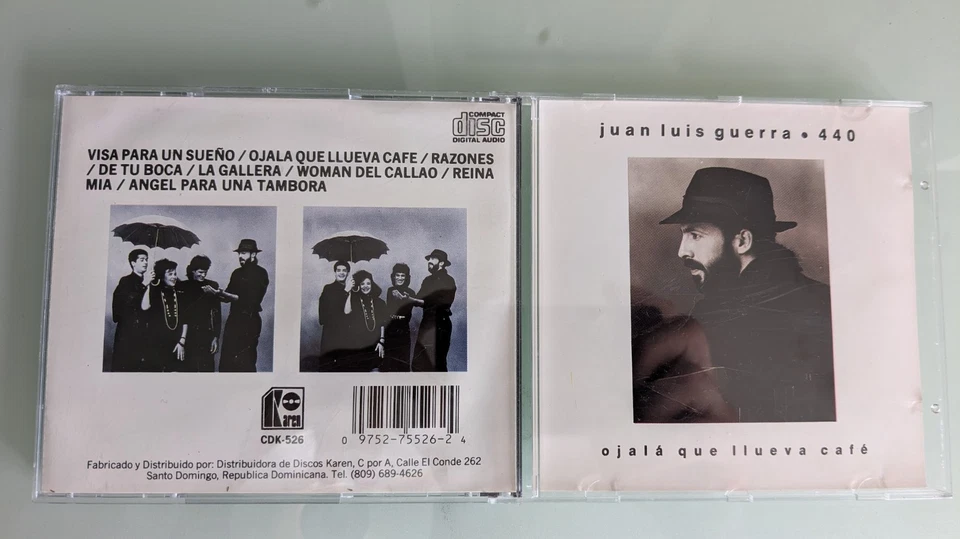 COMPACT
disc
DIGITAL AUDIO
VISA PARA UN SUEÑO / OJALA QUE LLUEVA CAFE / RAZONES
/ DE TU BOCA / LA GALLERA / WOMAN DEL CALLAO / REINA
MIA / ANGEL PARA UNA TAMBORA
Karen
CDK-526
0 9752-75526-2 4
Fabricado y Distribuido por: Distribuidora de Discos Karen, C por A, Calle El Conde 262
Santo Domingo, Republica Dominicana. Tel. (809) 689-4626
juan luis guerra • 440
ojalá que llueva café